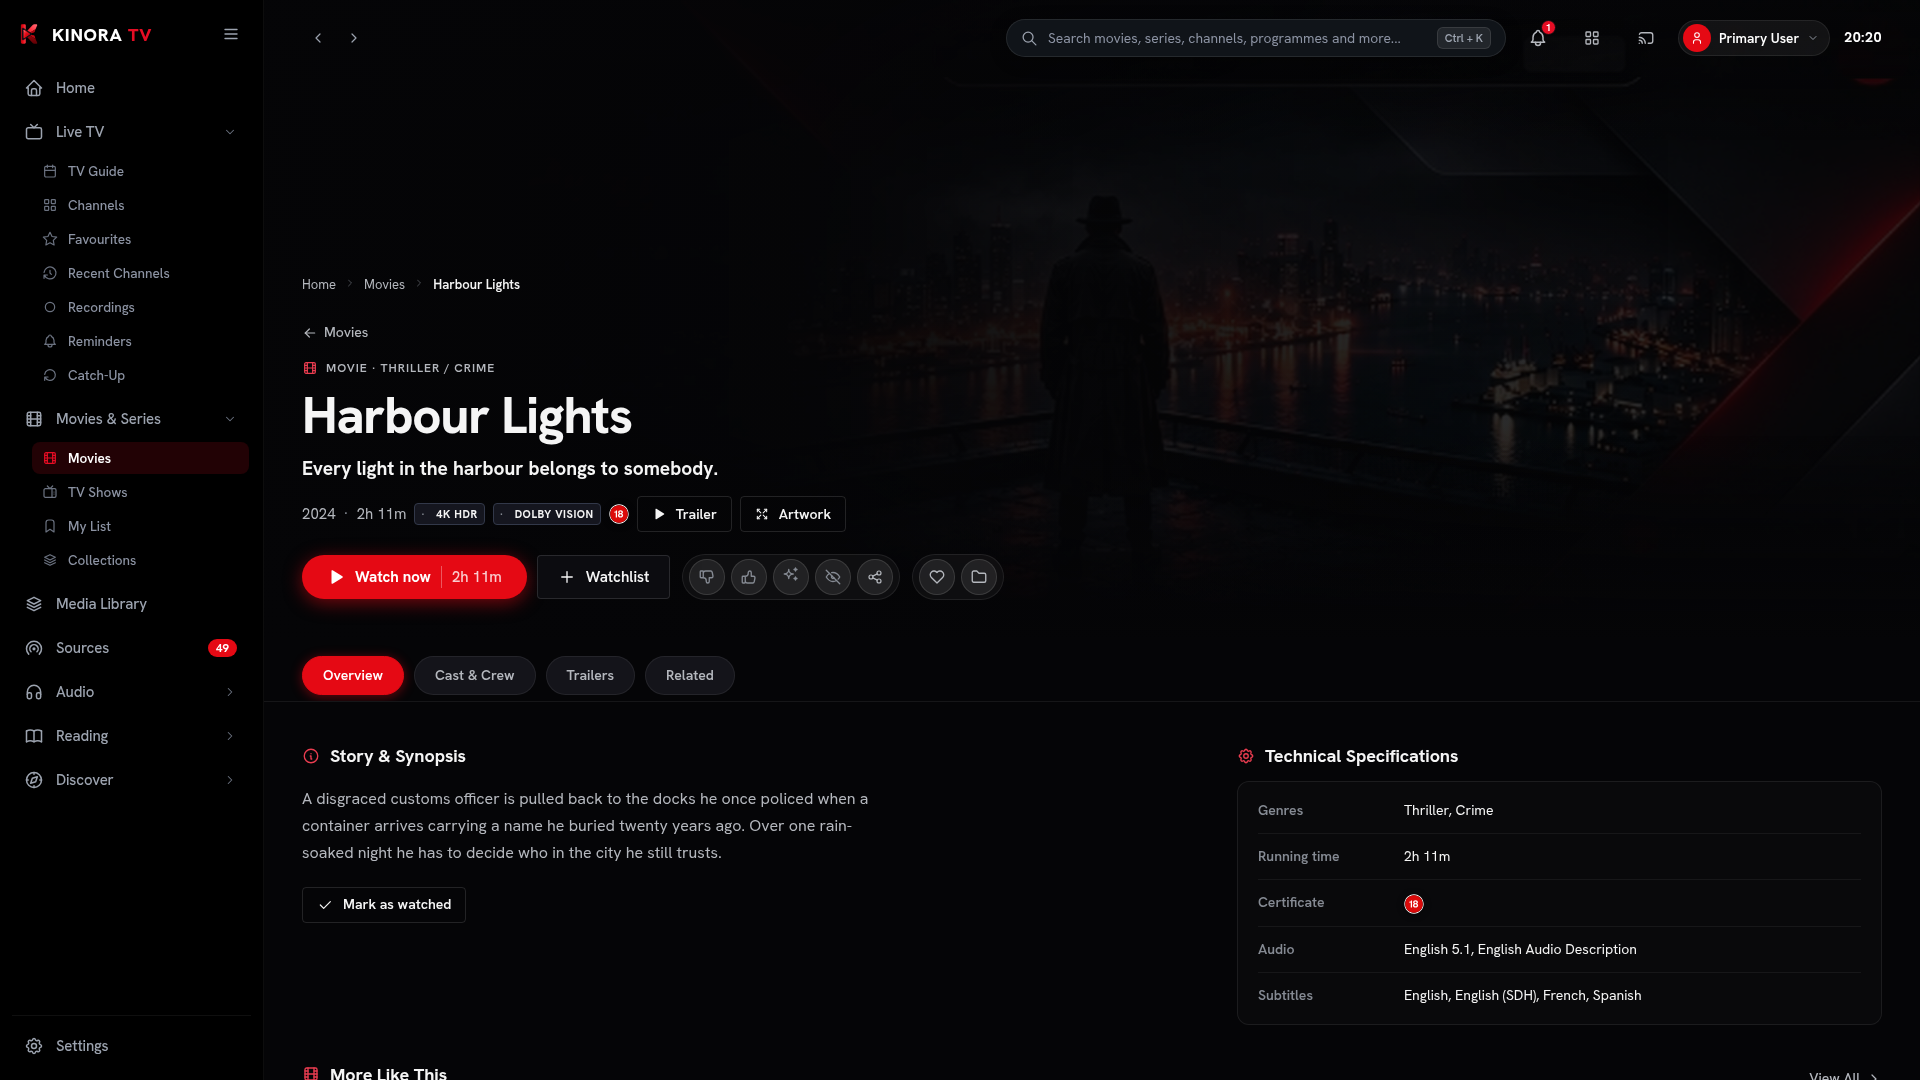 KINORA TV
Search movies, series, channels, programmes and more...
Ctrl + K
1
Primary User
20:20
Home
Live TV
TV Guide
Channels
Favourites
Recent Channels
Recordings
Reminders
Catch-Up
Movies & Series
Movies
TV Shows
My List
Collections
Media Library
Sources
49
Audio
Reading
Discover
Settings
Home
Movies
Harbour Lights
Movies
MOVIE · THRILLER / CRIME
Harbour Lights
Every light in the harbour belongs to somebody.
2024 · 2h 11m · 4K HDR · DOLBY VISION 18 Trailer Artwork
Watch now 2h 11m Watchlist
Overview Cast & Crew Trailers Related
Story & Synopsis
A disgraced customs officer is pulled back to the docks he once policed when a
container arrives carrying a name he buried twenty years ago. Over one rain-
soaked night he has to decide who in the city he still trusts.
Mark as watched
Technical Specifications
Genres Thriller, Crime
Running time 2h 11m
Certificate 18
Audio English 5.1, English Audio Description
Subtitles English, English (SDH), French, Spanish
More Like This
View All